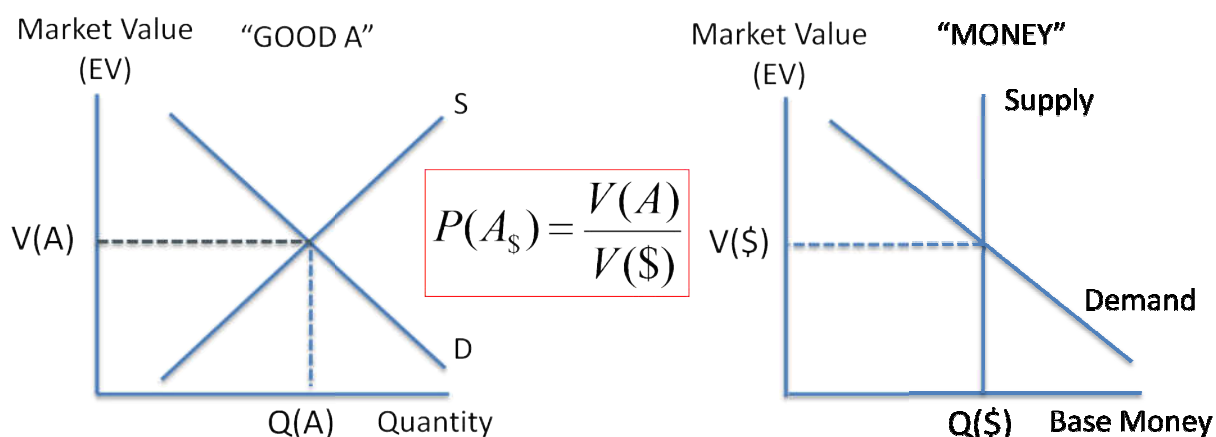 Market Value
(EV)
“GOOD A”
S
V(A)
D
Q(A)
Quantity
P(A$) = V(A) / V($)
Market Value
(EV)
“MONEY”
Supply
V($)
Demand
Q($)
Base Money